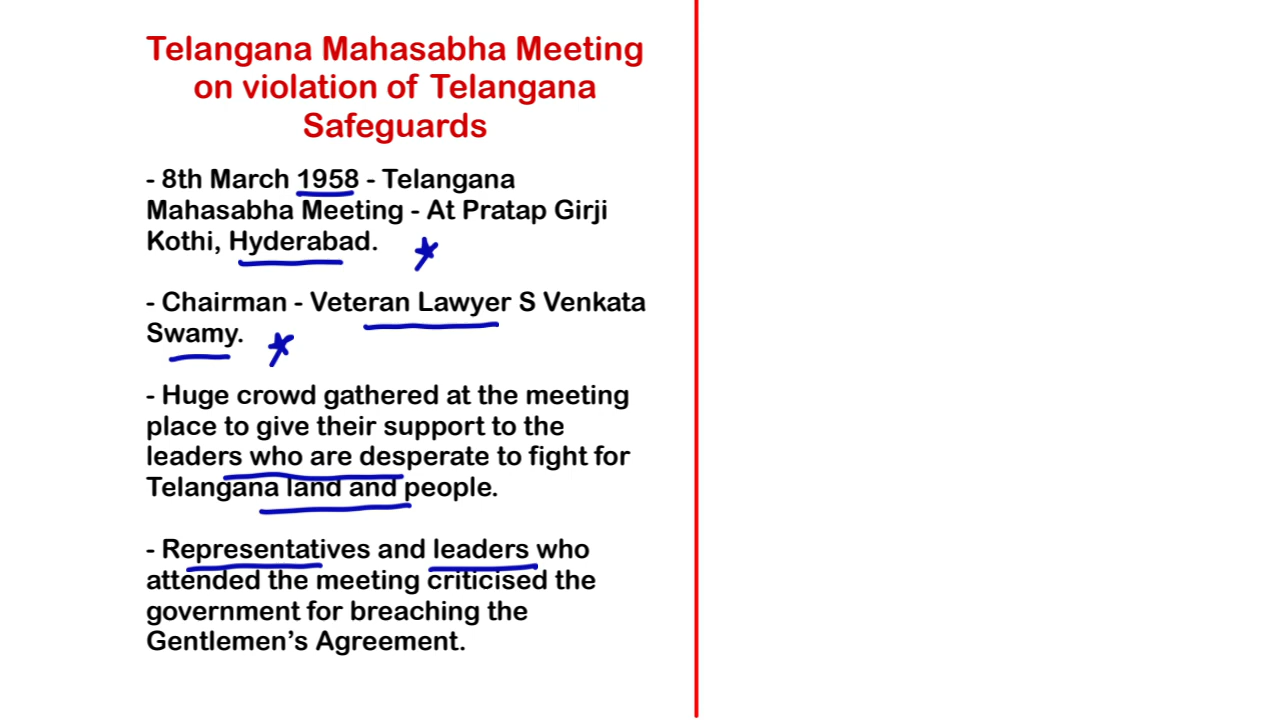 Telangana Mahasabha Meeting
on violation of Telangana
Safeguards
- 8th March 1958 - Telangana
Mahasabha Meeting - At Pratap Girji
Kothi, Hyderabad.
- Chairman - Veteran Lawyer S Venkata
Swamy.
- Huge crowd gathered at the meeting
place to give their support to the
leaders who are desperate to fight for
Telangana land and people.
- Representatives and leaders who
attended the meeting criticised the
government for breaching the
Gentlemen’s Agreement.